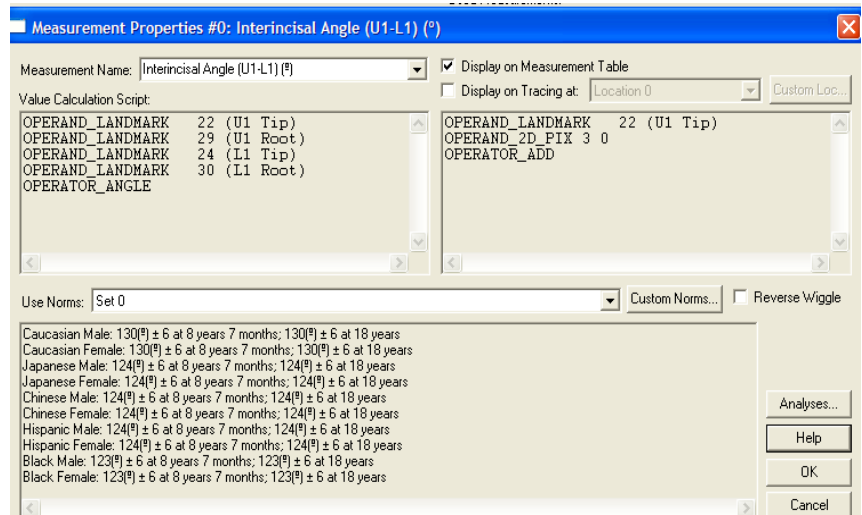 Measurement Properties #0: Interincisal Angle (U1-L1) (º)
Measurement Name: Interincisal Angle (U1-L1) (º)
Display on Measurement Table
Display on Tracing at: Location 0 Custom Loc...
Value Calculation Script:
OPERAND_LANDMARK 22 (U1 Tip)
OPERAND_LANDMARK 29 (U1 Root)
OPERAND_LANDMARK 24 (L1 Tip)
OPERAND_LANDMARK 30 (L1 Root)
OPERATOR_ANGLE
OPERAND_LANDMARK 22 (U1 Tip)
OPERAND_2D_PIX 3 0
OPERATOR_ADD
Use Norms: Set 0 Custom Norms... Reverse Wiggle
Caucasian Male: 130(º) ± 6 at 8 years 7 months; 130(º) ± 6 at 18 years
Caucasian Female: 130(º) ± 6 at 8 years 7 months; 130(º) ± 6 at 18 years
Japanese Male: 124(º) ± 6 at 8 years 7 months; 124(º) ± 6 at 18 years
Japanese Female: 124(º) ± 6 at 8 years 7 months; 124(º) ± 6 at 18 years
Chinese Male: 124(º) ± 6 at 8 years 7 months; 124(º) ± 6 at 18 years
Chinese Female: 124(º) ± 6 at 8 years 7 months; 124(º) ± 6 at 18 years
Hispanic Male: 124(º) ± 6 at 8 years 7 months; 124(º) ± 6 at 18 years
Hispanic Female: 124(º) ± 6 at 8 years 7 months; 124(º) ± 6 at 18 years
Black Male: 123(º) ± 6 at 8 years 7 months; 123(º) ± 6 at 18 years
Black Female: 123(º) ± 6 at 8 years 7 months; 123(º) ± 6 at 18 years
Analyses...
Help
OK
Cancel